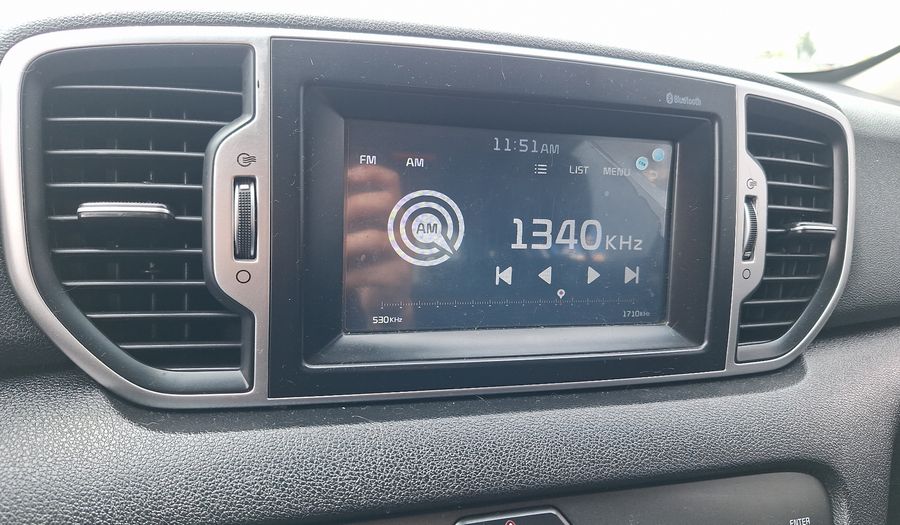 Bluetooth
11:51AM
FM AM
LIST MENU
AM
1340KHz
530KHz 1710KHz
ENTER